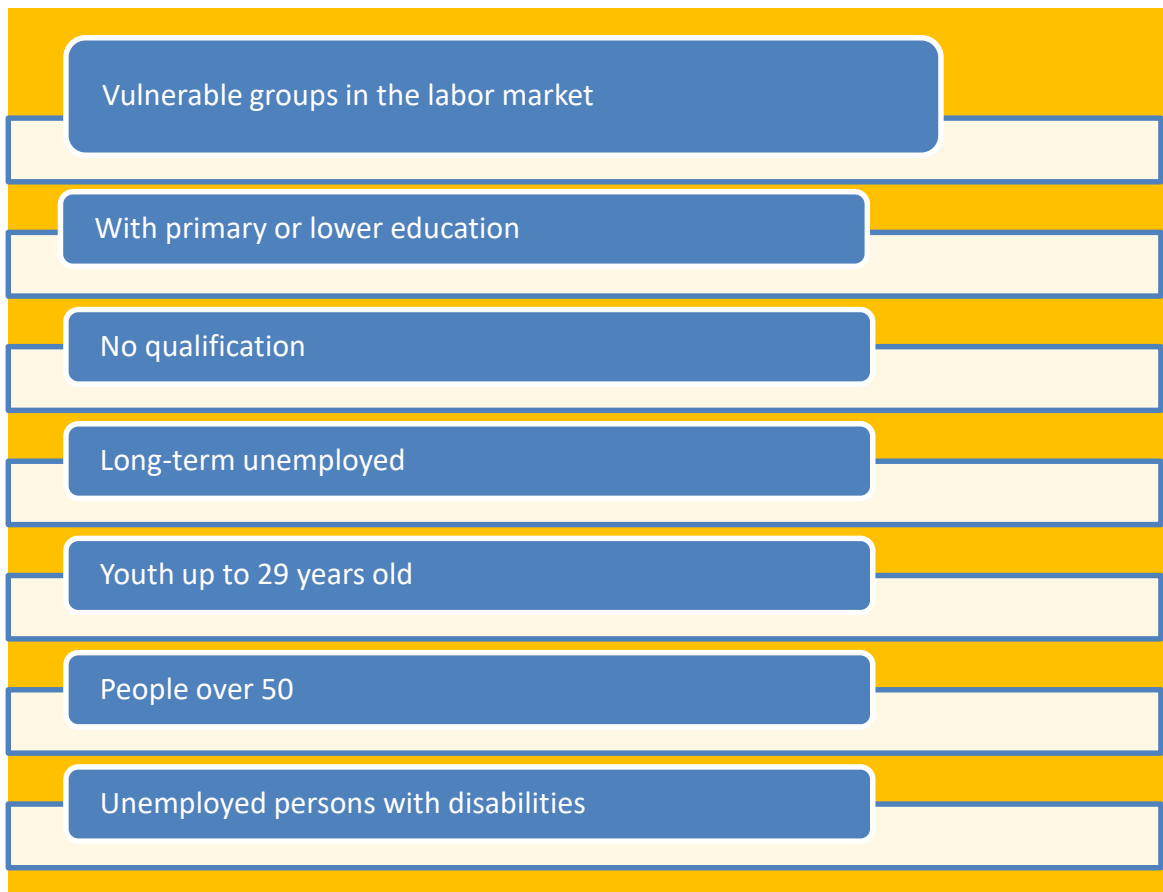 Vulnerable groups in the labor market
With primary or lower education
No qualification
Long-term unemployed
Youth up to 29 years old
People over 50
Unemployed persons with disabilities